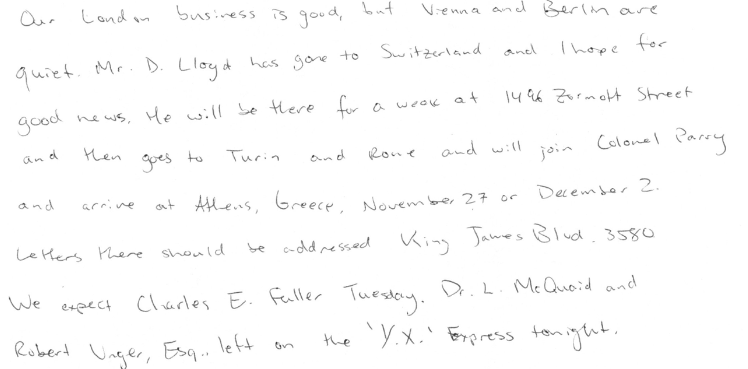 Our London business is good, but Vienna and Berlin are
quiet. Mr. D. Lloyd has gone to Switzerland and I hope for
good news. He will be there for a week at 1496 Zermott Street
and then goes to Turin and Rome and will join Colonel Parry
and arrive at Athens, Greece, November 27 or December 2.
Letters there should be addressed King James Blvd. 3580
We expect Charles E. Fuller Tuesday. Dr. L. McQuaid and
Robert Unger, Esq., left on the 'Y.X.' Express tonight.